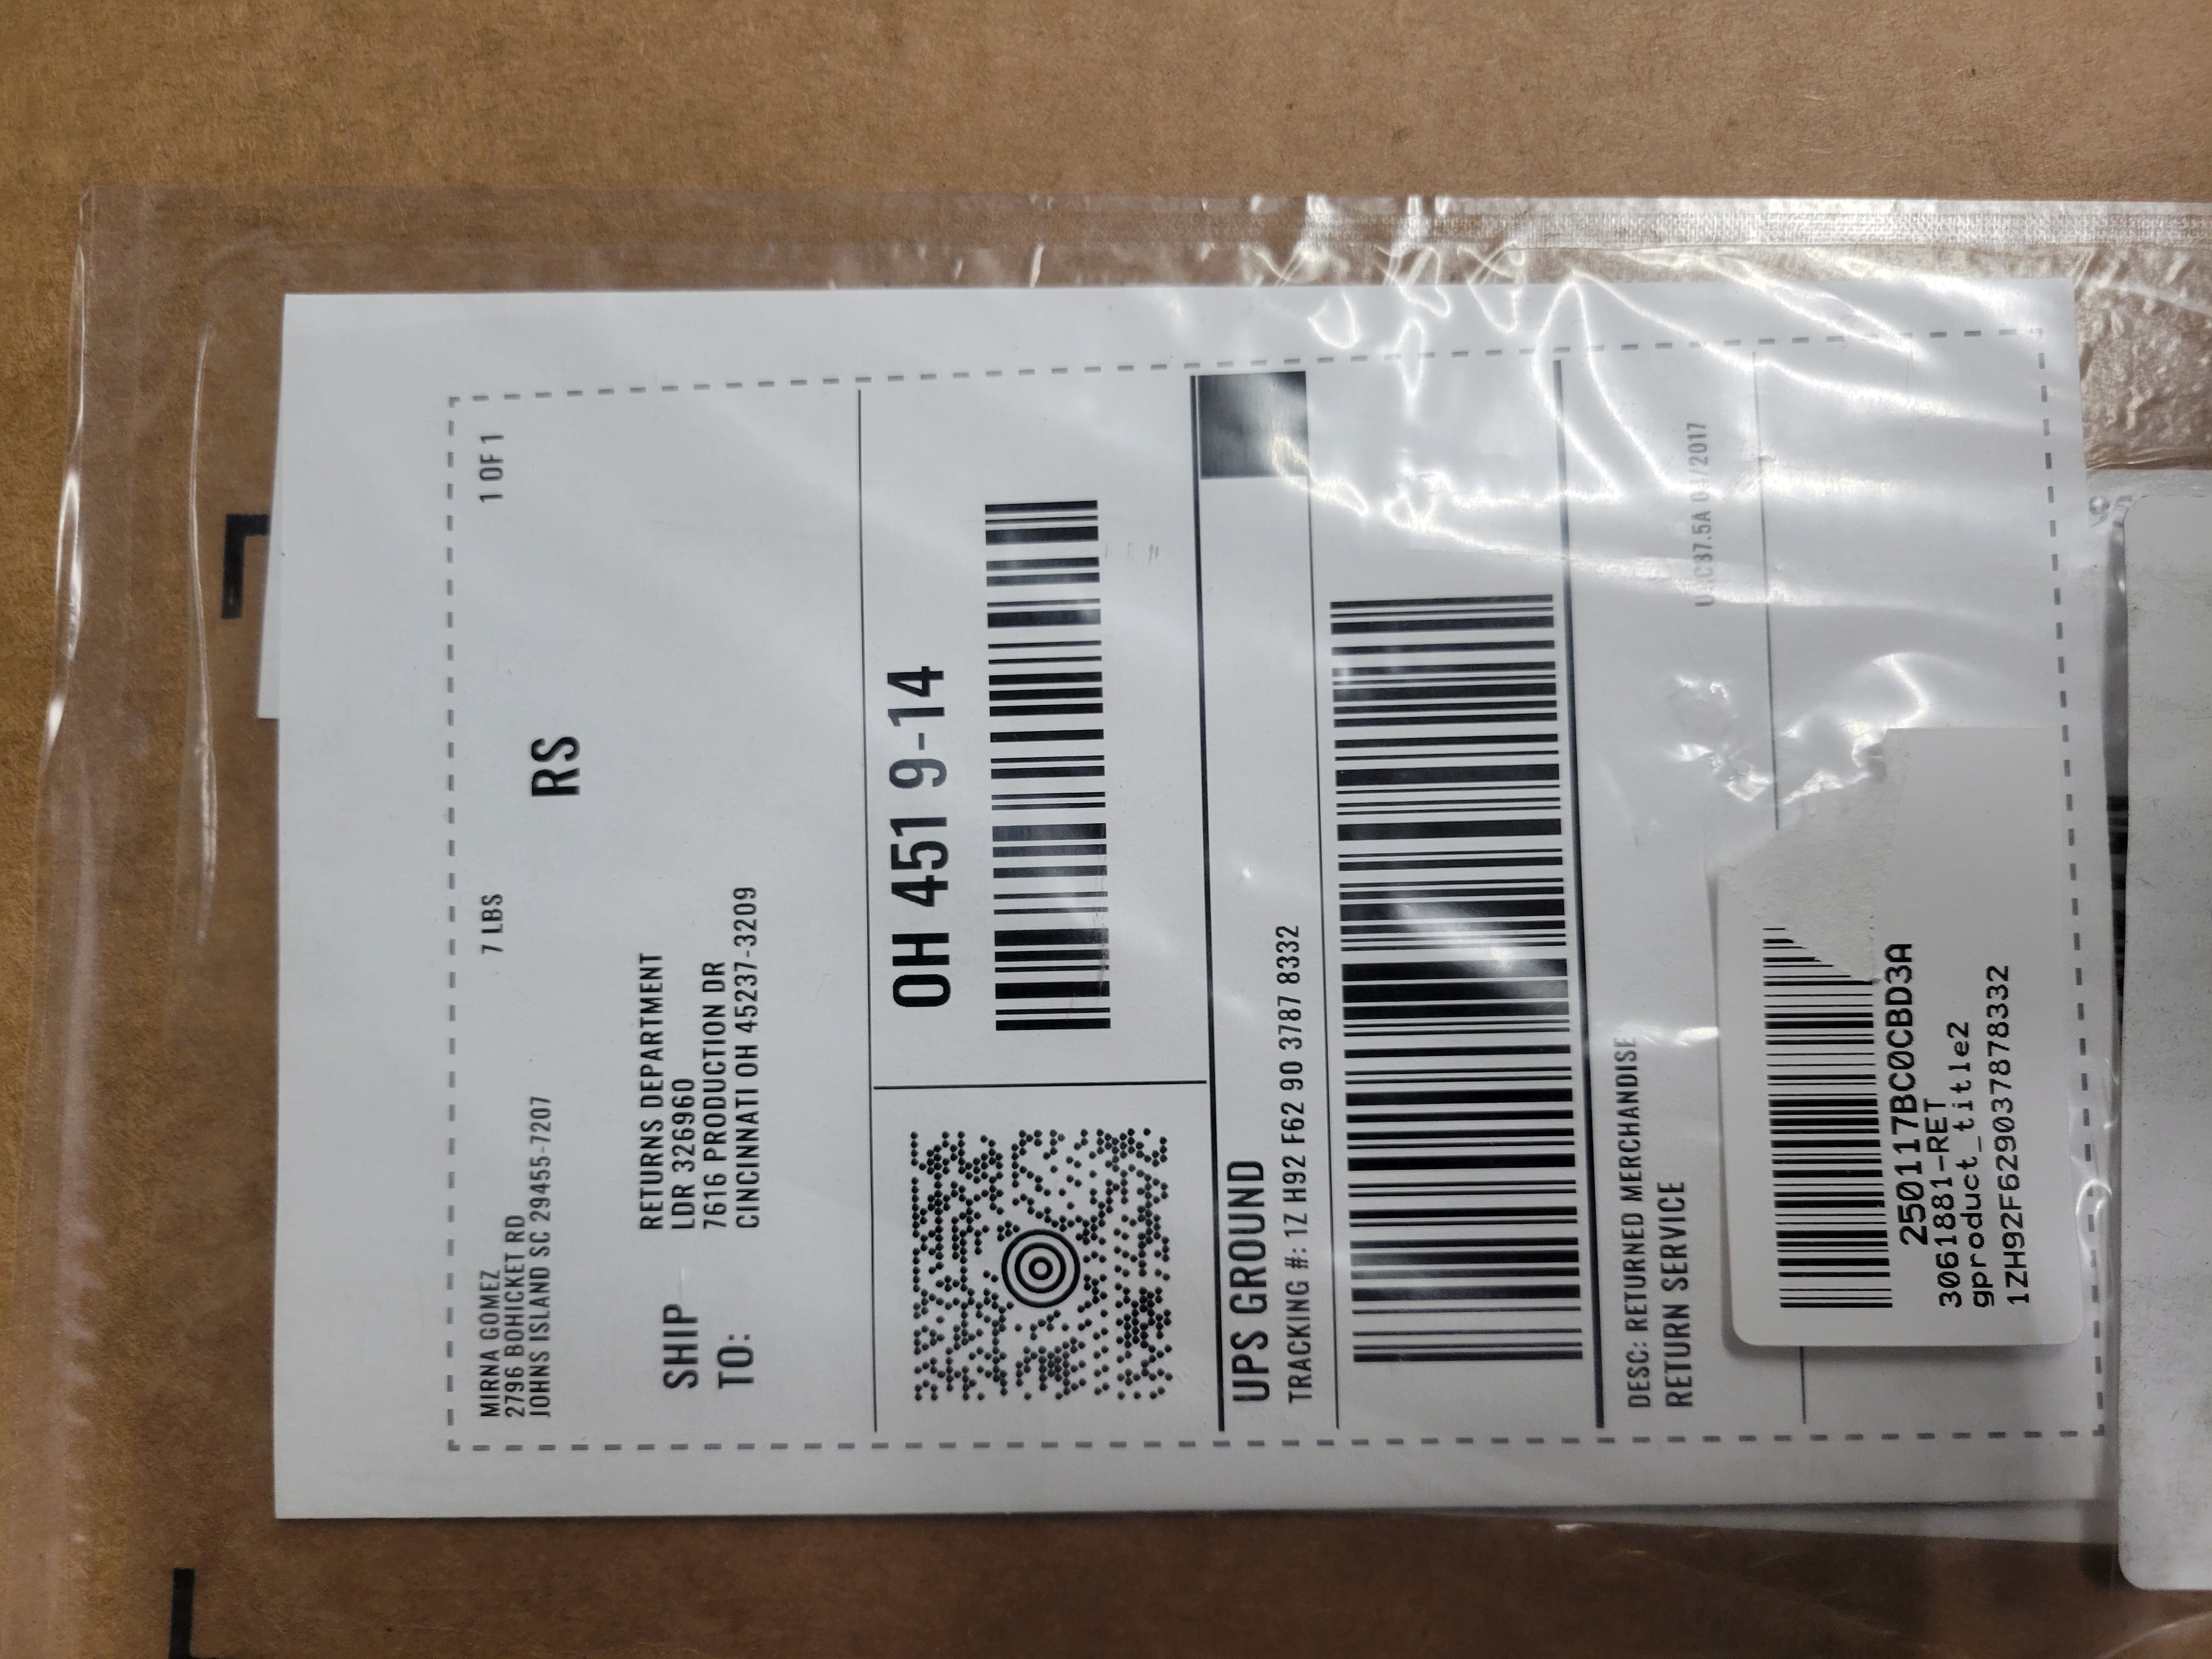 MIRNA GOMEZ
2796 BOHICKET RD
JOHNS ISLAND SC 29455-7207
7 LBS
1 OF 1
RS
SHIP
TO:
RETURNS DEPARTMENT
LDR 326960
7616 PRODUCTION DR
CINCINNATI OH 45237-3209
OH 451 9-14
UPS GROUND
TRACKING #: 1Z H92 F62 90 3787 8332
DESC: RETURNED MERCHANDISE
RETURN SERVICE
/2017
250117BC0CBD3A
3061881-RET
gproduct_title2
1ZH92F629037878332